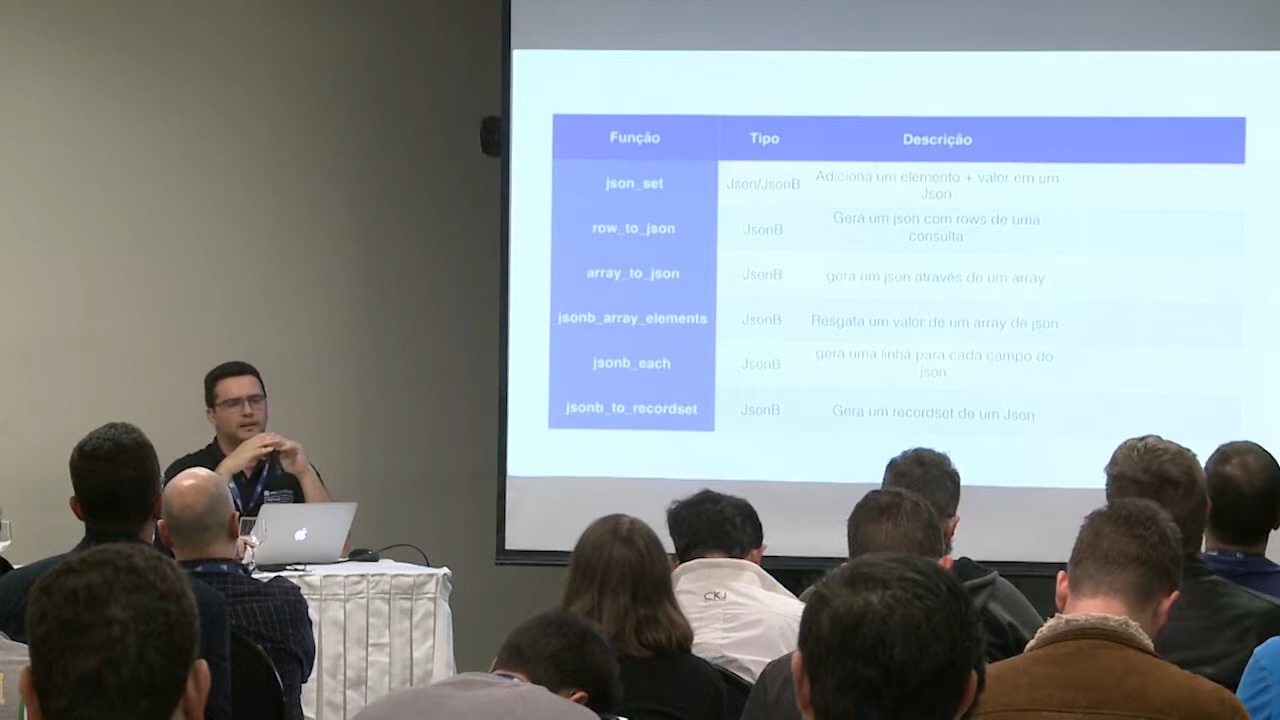 Função Tipo Descrição
json_set Json/JsonB Adiciona um elemento + valor em um
Json
row_to_json JsonB Gera um json com rows de uma
consulta
array_to_json JsonB gera um json através de um array
jsonb_array_elements JsonB Resgata um valor de um array de json
jsonb_each JsonB gera uma linha para cada campo do
json
jsonb_to_recordset JsonB Gera um recordset de um Json
CKJ